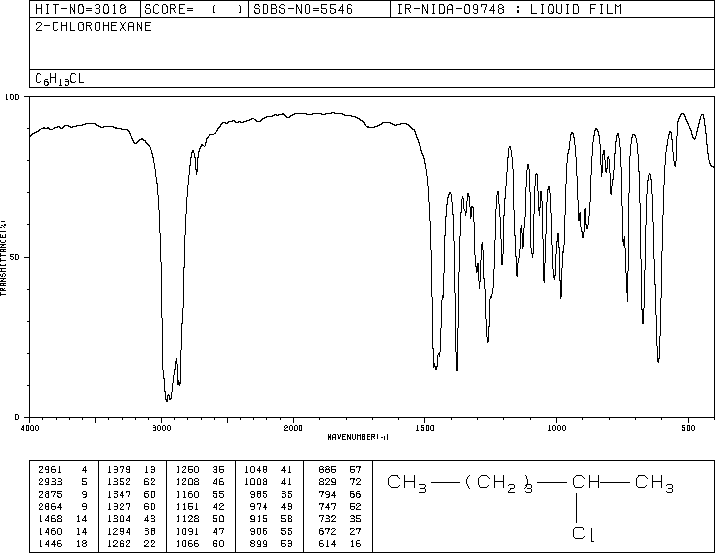 HIT-NO=3018 SCORE= ( ) SDBS-NO=5546 IR-NIDA-09748 : LIQUID FILM
2-CHLOROHEXANE
C6H13CL
100
50
0
TRANSMITTANCE(%)
4000 3000 2000 1500 1000 500
WAVENUMBER(-1)
2961 4 1379 13 1260 36 1048 41 886 57
2933 5 1352 62 1208 46 1008 41 829 72
2875 9 1347 60 1160 55 985 35 794 66
2864 9 1327 60 1151 42 974 49 747 52
1468 14 1304 43 1128 50 915 58 732 35
1460 14 1294 38 1091 47 906 55 672 27
1446 18 1262 22 1066 60 899 53 614 16
CH3 (CH2)3 CH CH3
Cl